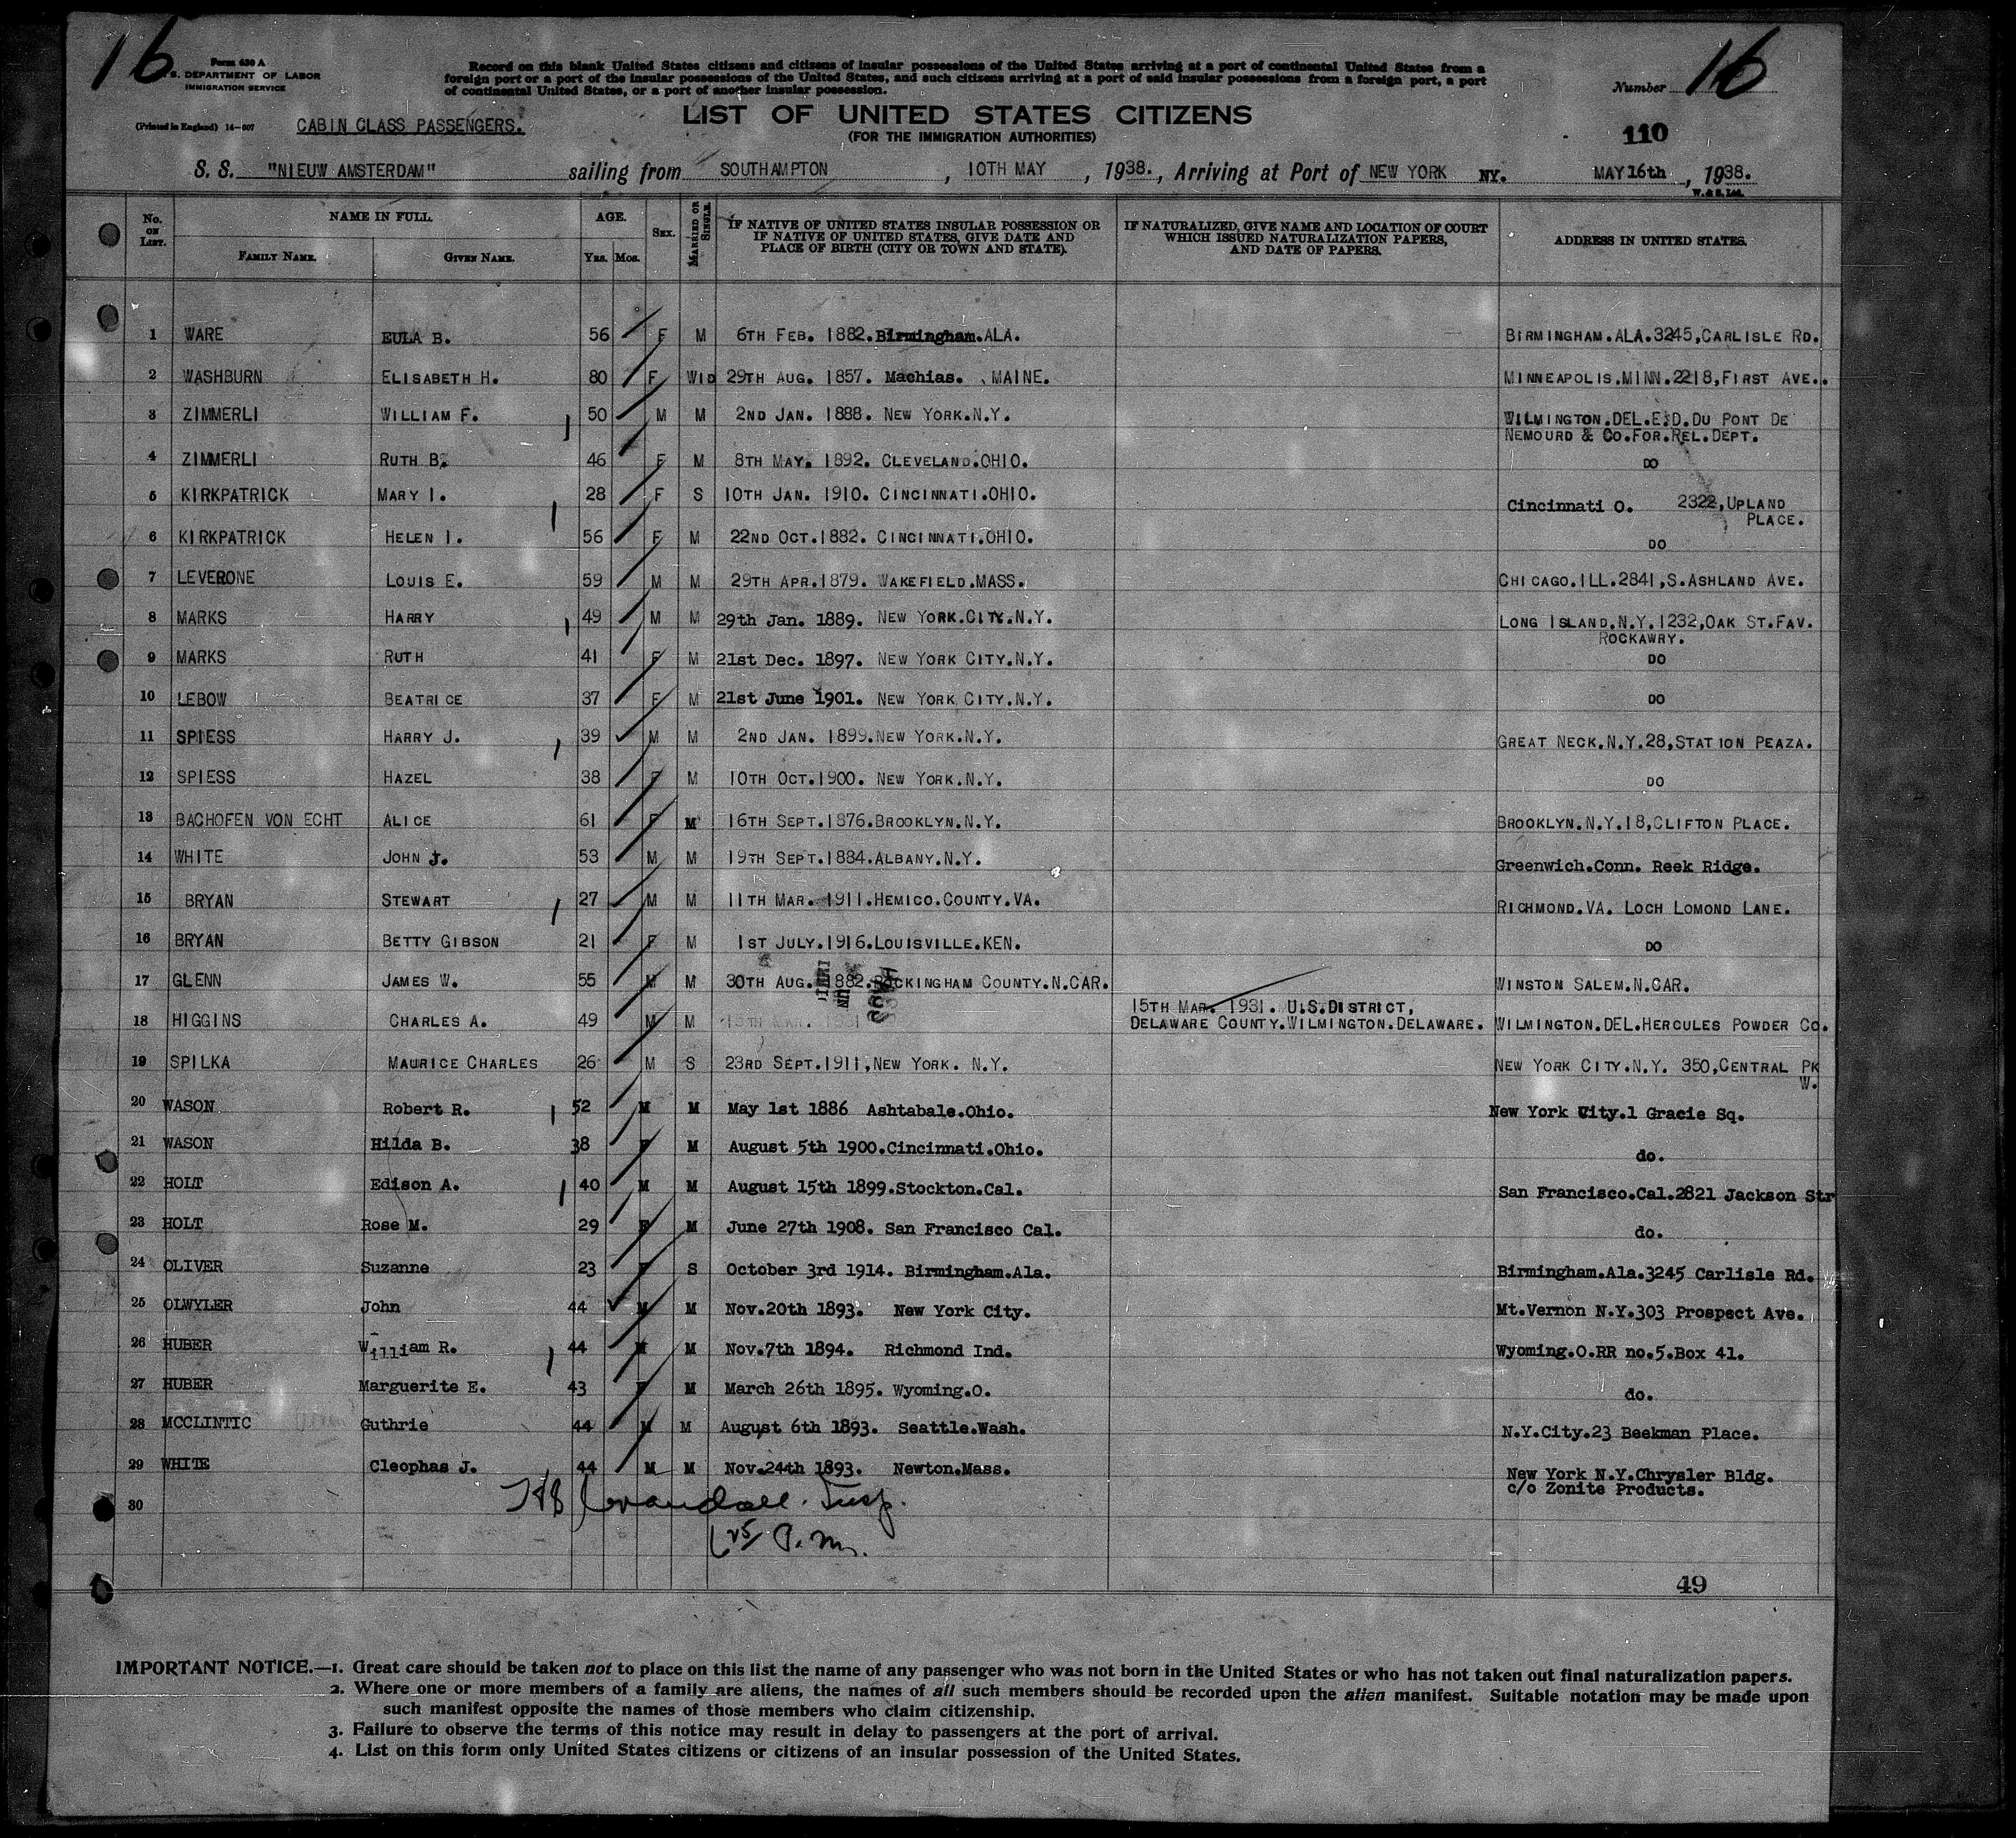 16
Form 630 A
U.S. DEPARTMENT OF LABOR
IMMIGRATION SERVICE
Record on this blank United States citizens and citizens of insular possessions of the United States arriving at a port of continental United States from a
foreign port or a port of the insular possessions of the United States, and such citizens arriving at a port of said insular possessions from a foreign port, a port
of continental United States, or a port of another insular possession.
Number 16
(Printed in England) 14-607 CABIN CLASS PASSENGERS.
LIST OF UNITED STATES CITIZENS
(FOR THE IMMIGRATION AUTHORITIES)
110
S. S. "NIEUW AMSTERDAM" sailing from SOUTHAMPTON, 10TH MAY, 1938., Arriving at Port of NEW YORK NY. MAY 16th, 1938.
W. & S. Ltd.
No. ON LIST. NAME IN FULL. FAMILY NAME. GIVEN NAME. AGE. YRS. MOS. SEX. MARRIED OR SINGLE. IF NATIVE OF UNITED STATES INSULAR POSSESSION OR IF NATIVE OF UNITED STATES, GIVE DATE AND PLACE OF BIRTH (CITY OR TOWN AND STATE). IF NATURALIZED, GIVE NAME AND LOCATION OF COURT WHICH ISSUED NATURALIZATION PAPERS, AND DATE OF PAPERS. ADDRESS IN UNITED STATES.
1 WARE EULA B. 56 F M 6TH FEB. 1882. Birmingham. ALA. BIRMINGHAM.ALA.3245,CARLISLE RD.
2 WASHBURN ELISABETH H. 80 F WID 29TH AUG. 1857. Machias. , MAINE. MINNEAPOLIS.MINN.2218,FIRST AVE..
3 ZIMMERLI WILLIAM F. 50 M M 2ND JAN. 1888. NEW YORK.N.Y. WILMINGTON.DEL.E.D.DU PONT DE
NEMOURD & CO.FOR.REL.DEPT.
4 ZIMMERLI RUTH B. 46 F M 8TH MAY. 1892. CLEVELAND.OHIO. DO
5 KIRKPATRICK MARY I. 28 F S 10TH JAN. 1910. CINCINNATI.OHIO. Cincinnati O. 2322,UPLAND
PLACE.
6 KIRKPATRICK HELEN I. 56 F M 22ND OCT.1882. CINCINNATI.OHIO. DO
7 LEVERONE LOUIS E. 59 M M 29TH APR.1879. WAKEFIELD.MASS. CHICAGO.ILL.2841,S.ASHLAND AVE.
8 MARKS HARRY 49 M M 29th Jan. 1889. NEW YORK.CITY.N.Y. LONG ISLAND.N.Y.1232,OAK ST.FAV.
ROCKAWRY.
9 MARKS RUTH 41 F M 21st Dec. 1897. NEW YORK CITY.N.Y. DO
10 LEBOW BEATRICE 37 F M 21st June 1901. NEW YORK CITY.N.Y. DO
11 SPIESS HARRY J. 39 M M 2ND JAN. 1899.NEW YORK.N.Y. GREAT NECK.N.Y.28,STATION PEAZA.
12 SPIESS HAZEL 38 F M 10TH OCT.1900. NEW YORK.N.Y. DO
13 BACHOFEN VON ECHT ALICE 61 F M 16TH SEPT.1876.BROOKLYN.N.Y. BROOKLYN.N.Y.18,CLIFTON PLACE.
14 WHITE JOHN J. 53 M M 19TH SEPT.1884.ALBANY.N.Y. Greenwich.Conn. Reek Ridge.
15 BRYAN STEWART 27 M M 11TH MAR. 1911.HEMICO.COUNTY.VA. RICHMOND.VA. LOCH LOMOND LANE.
16 BRYAN BETTY GIBSON 21 F M 1ST JULY.1916.LOUISVILLE.KEN. DO
17 GLENN JAMES W. 55 M M 30TH AUG. 1882.ROCKINGHAM COUNTY.N.CAR. WINSTON SALEM.N.CAR.
15TH MAR. 1931. U.S.DISTRICT,
18 HIGGINS CHARLES A. 49 M M DELAWARE COUNTY.WILMINGTON.DELAWARE. WILMINGTON.DEL.HERCULES POWDER CO.
19 SPILKA MAURICE CHARLES 26 M S 23RD SEPT.1911,NEW YORK. N.Y. NEW YORK CITY.N.Y. 350,CENTRAL PK
W.
20 WASON Robert R. 52 M M May 1st 1886 Ashtabale.Ohio. New York City.1 Gracie Sq.
21 WASON Hilda B. 38 F M August 5th 1900.Cincinnati.Ohio. do.
22 HOLT Edison A. 40 M M August 15th 1899.Stockton.Cal. San Francisco.Cal.2821 Jackson Str
23 HOLT Rose M. 29 F M June 27th 1908. San Francisco Cal. do.
24 OLIVER Suzanne 23 F S October 3rd 1914. Birmingham.Ala. Birmingham.Ala.3245 Carlisle Rd.
25 OLWYLER John 44 M M Nov.20th 1893. New York City. Mt.Vernon N.Y.303 Prospect Ave.
26 HUBER William R. 44 M M Nov.7th 1894. Richmond Ind. Wyoming.O.RR no.5.Box 41.
27 HUBER Marguerite E. 43 F M March 26th 1895. Wyoming.O. do.
28 MCCLINTIC Guthrie 44 M M August 6th 1893. Seattle.Wash. N.Y.City.23 Beekman Place.
29 WHITE Cleophas J. 44 M M Nov.24th 1893. Newton.Mass. New York N.Y.Chrysler Bldg.
c/o Zonite Products.
30
Crandall. Insp.
P. m.
49
IMPORTANT NOTICE.—1. Great care should be taken not to place on this list the name of any passenger who was not born in the United States or who has not taken out final naturalization papers.
2. Where one or more members of a family are aliens, the names of all such members should be recorded upon the alien manifest. Suitable notation may be made upon
such manifest opposite the names of those members who claim citizenship.
3. Failure to observe the terms of this notice may result in delay to passengers at the port of arrival.
4. List on this form only United States citizens or citizens of an insular possession of the United States.